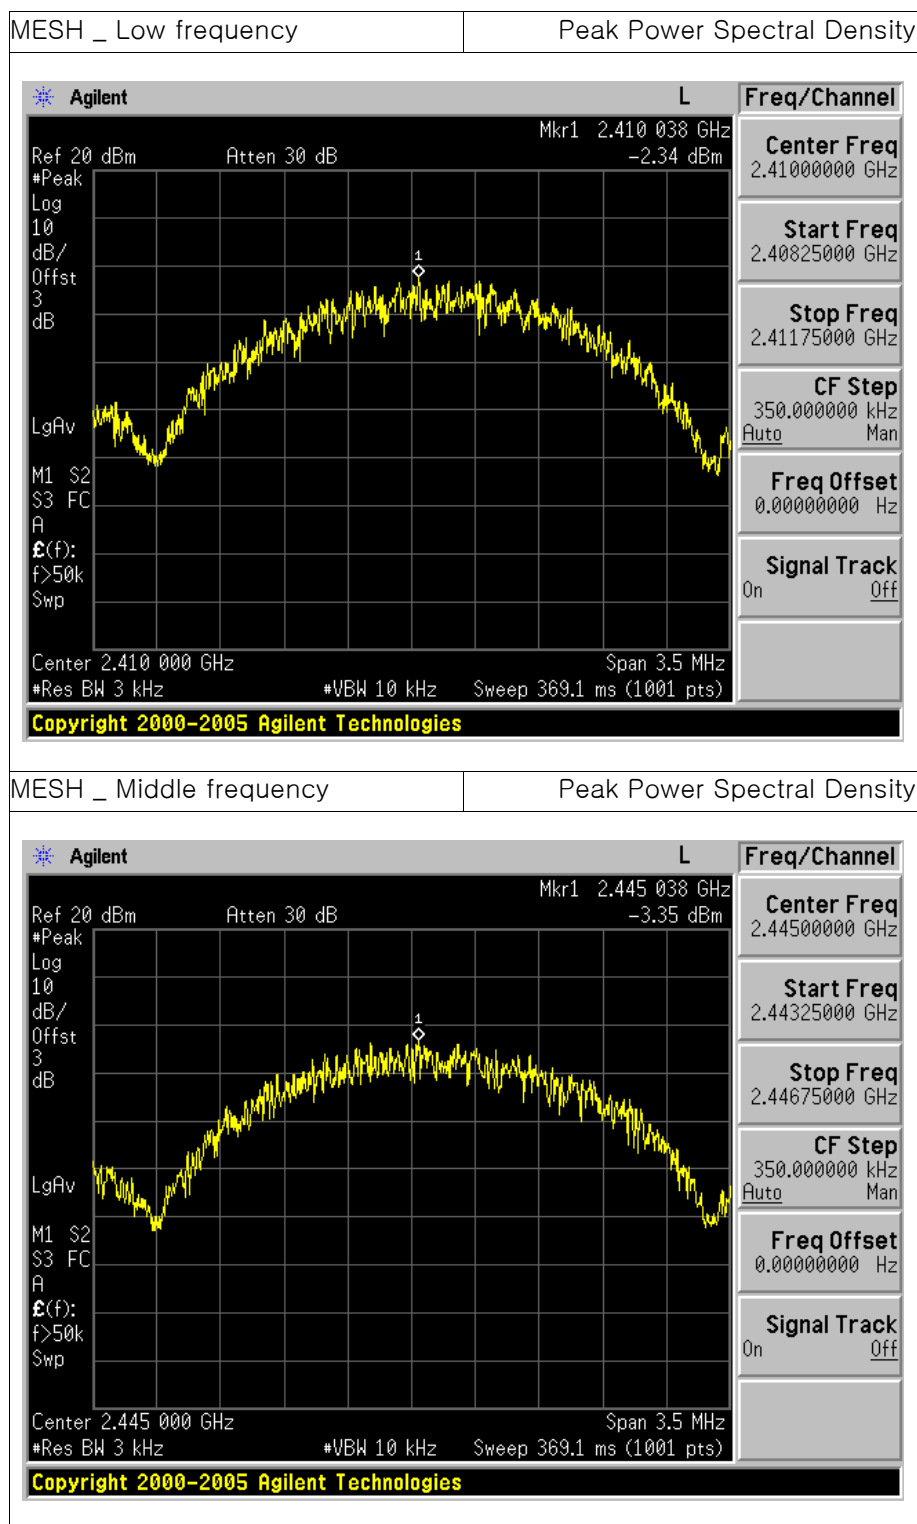 MESH _ Low frequency Peak Power Spectral Density
Agilent L Freq/Channel
Mkr1 2.410 038 GHz
Ref 20 dBm Atten 30 dB -2.34 dBm
#Peak
Log
10
dB/
Offst
3
dB
1
LgAv
M1 S2
S3 FC
A
£(f):
f>50k
Swp
Center 2.410 000 GHz Span 3.5 MHz
#Res BW 3 kHz #VBW 10 kHz Sweep 369.1 ms (1001 pts)
Copyright 2000-2005 Agilent Technologies
Center Freq
2.41000000 GHz
Start Freq
2.40825000 GHz
Stop Freq
2.41175000 GHz
CF Step
350.000000 kHz
Auto Man
Freq Offset
0.00000000 Hz
Signal Track
On Off
MESH _ Middle frequency Peak Power Spectral Density
Agilent L Freq/Channel
Mkr1 2.445 038 GHz
Ref 20 dBm Atten 30 dB -3.35 dBm
#Peak
Log
10
dB/
Offst
3
dB
1
LgAv
M1 S2
S3 FC
A
£(f):
f>50k
Swp
Center 2.445 000 GHz Span 3.5 MHz
#Res BW 3 kHz #VBW 10 kHz Sweep 369.1 ms (1001 pts)
Copyright 2000-2005 Agilent Technologies
Center Freq
2.44500000 GHz
Start Freq
2.44325000 GHz
Stop Freq
2.44675000 GHz
CF Step
350.000000 kHz
Auto Man
Freq Offset
0.00000000 Hz
Signal Track
On Off